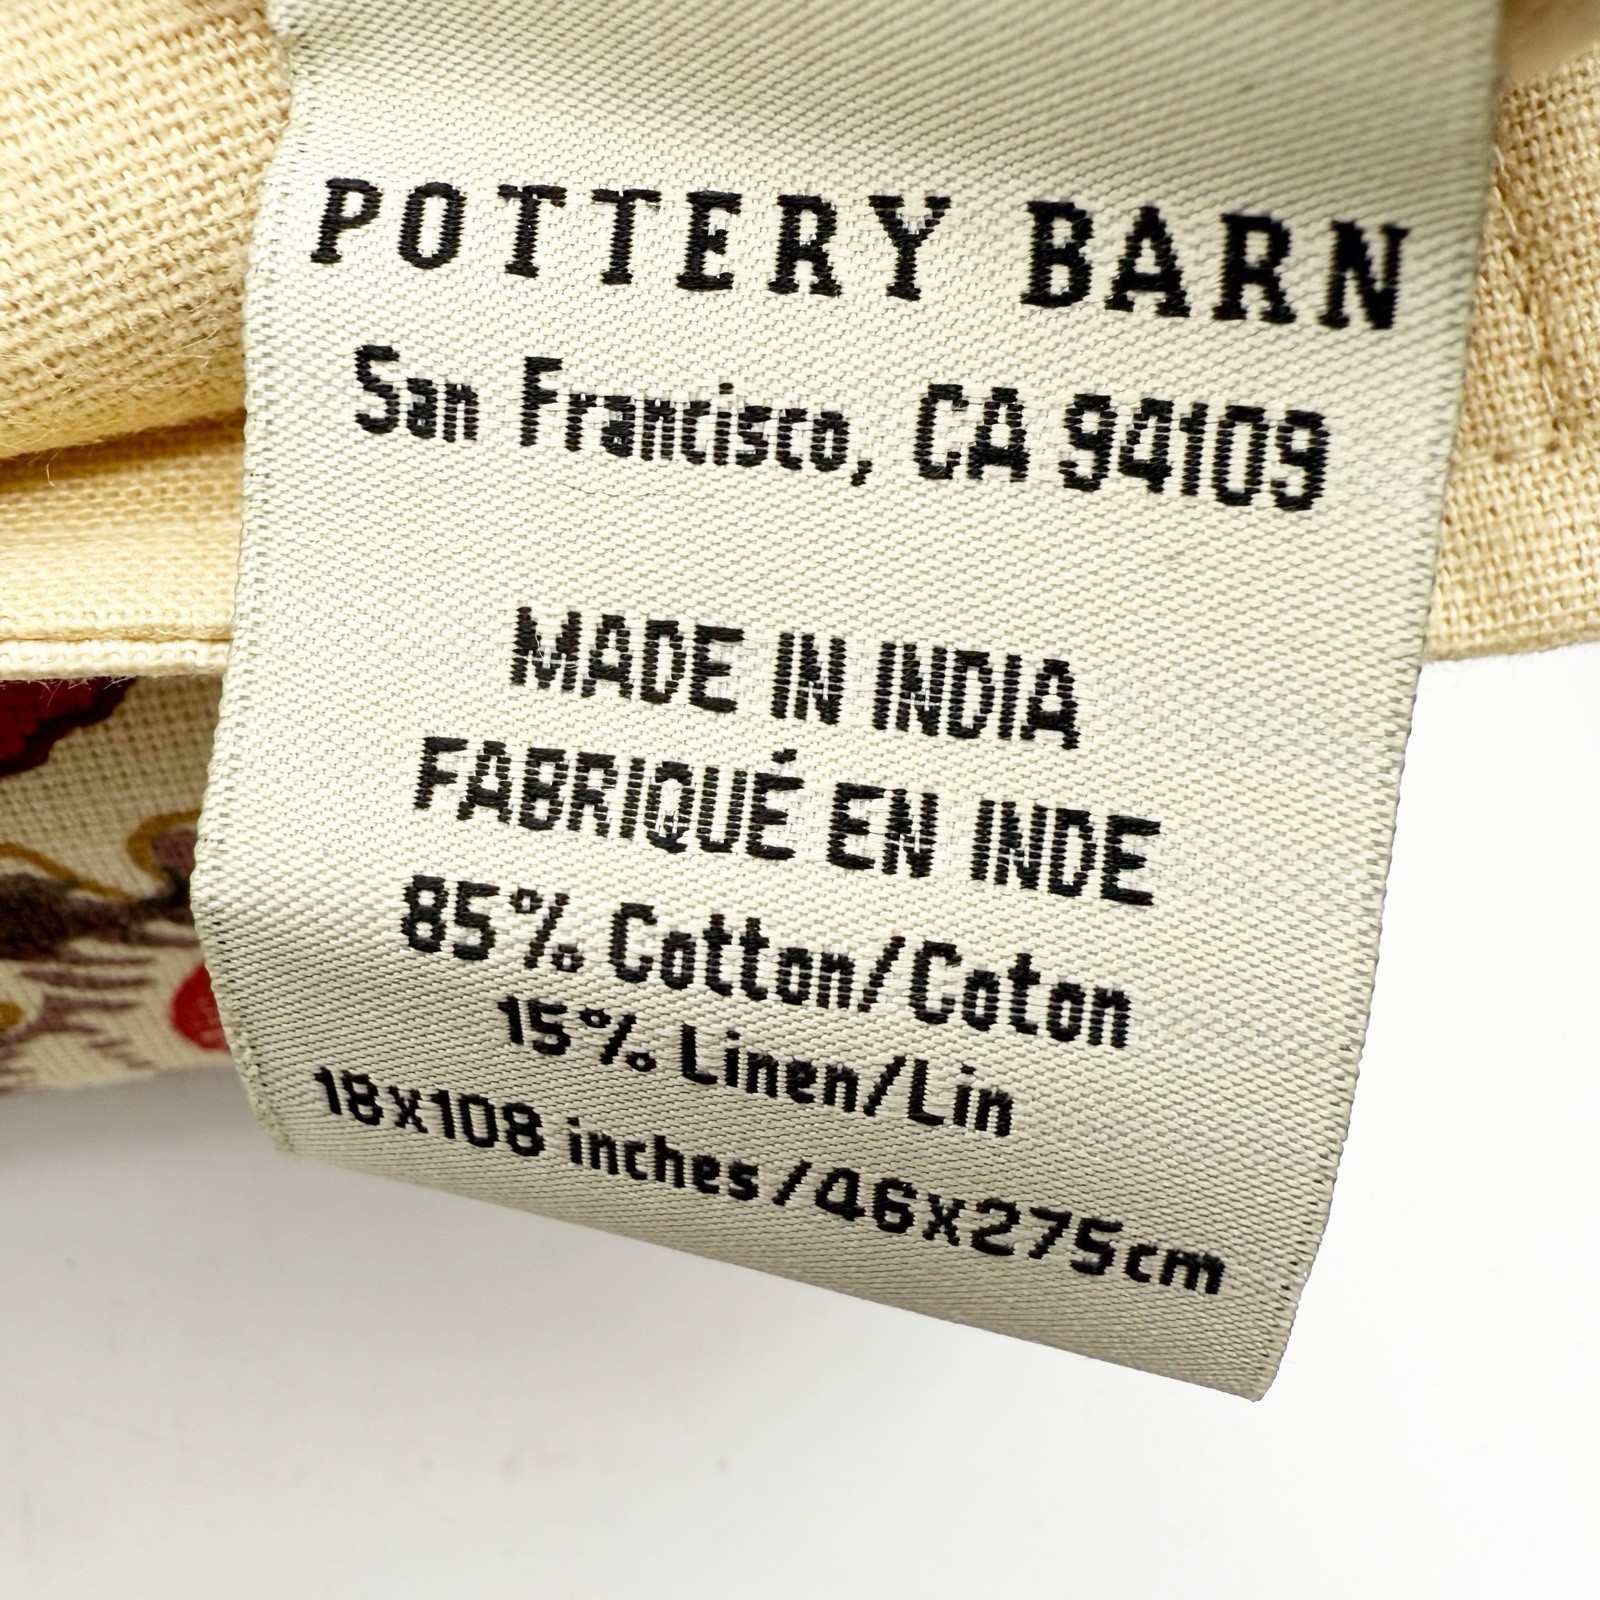 POTTERY BARN
San Francisco, CA 94109
MADE IN INDIA
FABRIQUÉ EN INDE
85% Cotton/Coton
15% Linen/Lin
18x108 inches/46x275cm